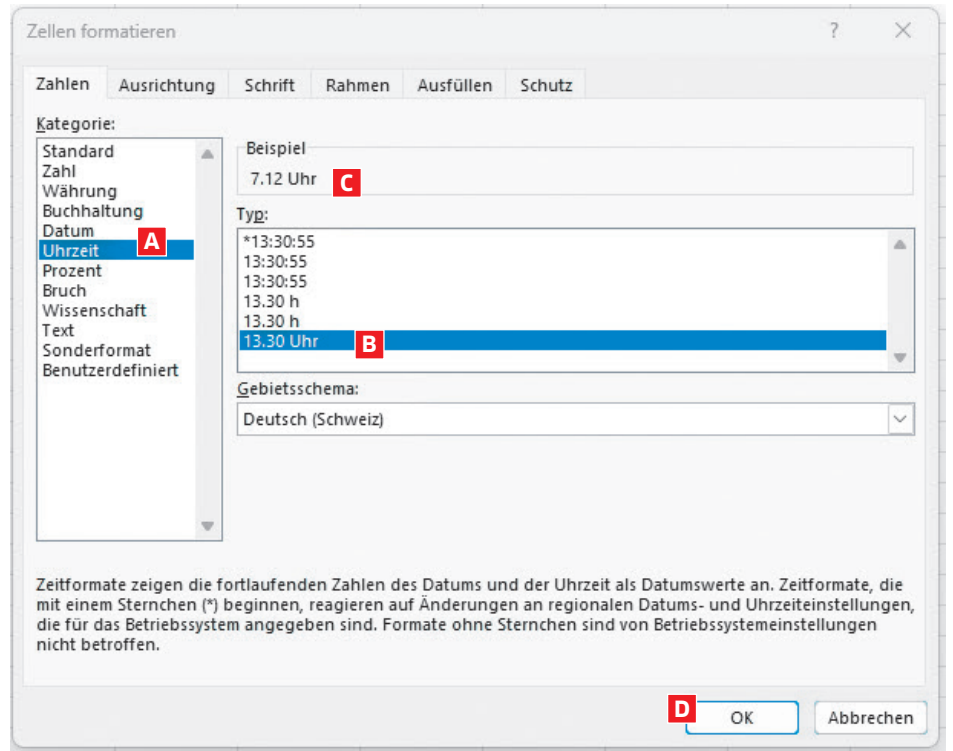 Zellen formatieren
?
Zahlen Ausrichtung Schrift Rahmen Ausfüllen Schutz
Kategorie:
Standard
Zahl
Währung
Buchhaltung
Datum
Uhrzeit
A
Prozent
Bruch
Wissenschaft
Text
Sonderformat
Benutzerdefiniert
Beispiel
7.12 Uhr
C
Typ:
*13:30:55
13:30:55
13:30:55
13.30 h
13.30 h
13.30 Uhr
B
Gebietsschema:
Deutsch (Schweiz)
Zeitformate zeigen die fortlaufenden Zahlen des Datums und der Uhrzeit als Datumswerte an. Zeitformate, die
mit einem Sternchen (*) beginnen, reagieren auf Änderungen an regionalen Datums- und Uhrzeiteinstellungen,
die für das Betriebssystem angegeben sind. Formate ohne Sternchen sind von Betriebssystemeinstellungen
nicht betroffen.
D
OK
Abbrechen